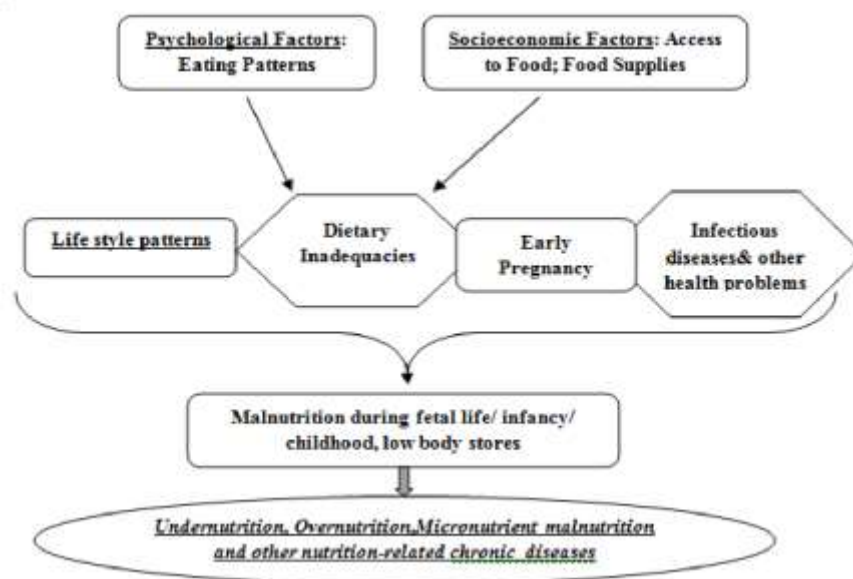 Psychological Factors:
Eating Patterns
Socioeconomic Factors: Access
to Food; Food Supplies
Life style patterns
Dietary
Inadequacies
Early
Pregnancy
Infectious
diseases& other
health problems
Malnutrition during fetal life/ infancy/
childhood, low body stores
Undernutrition, Overnutrition,Micronutrient malnutrition
and other nutrition-related chronic diseases